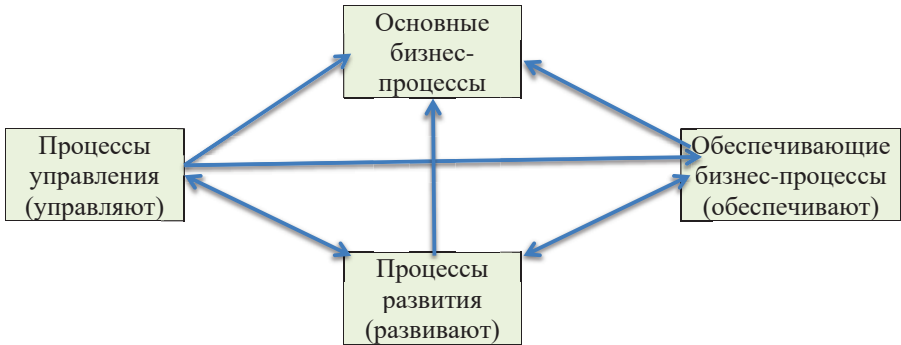 Основные
бизнес-
процессы
Процессы
управления
(управляют)
Обеспечивающие
бизнес-процессы
(обеспечивают)
Процессы
развития
(развивают)